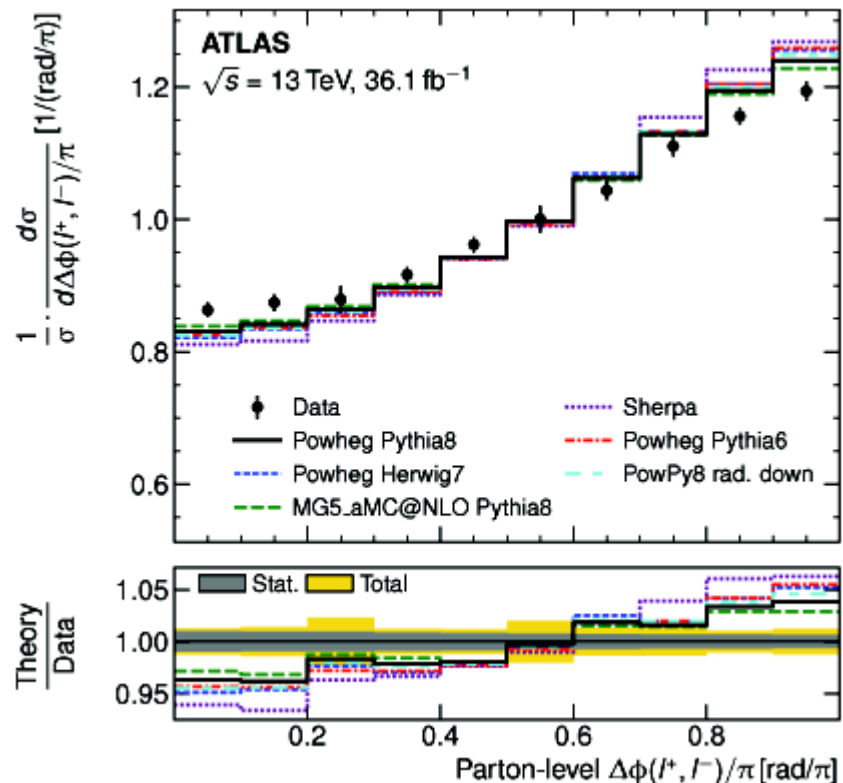 ATLAS
√s = 13 TeV, 36.1 fb⁻¹
1/σ · dσ/dΔϕ(l⁺, l⁻)/π [1/(rad/π)]
1.2
1.0
0.8
0.6
Data
Powheg Pythia8
Powheg Herwig7
MG5_aMC@NLO Pythia8
Sherpa
Powheg Pythia6
PowPy8 rad. down
Theory
Data
1.05
1.00
0.95
Stat.
Total
0.2 0.4 0.6 0.8
Parton-level Δϕ(l⁺, l⁻)/π [rad/π]